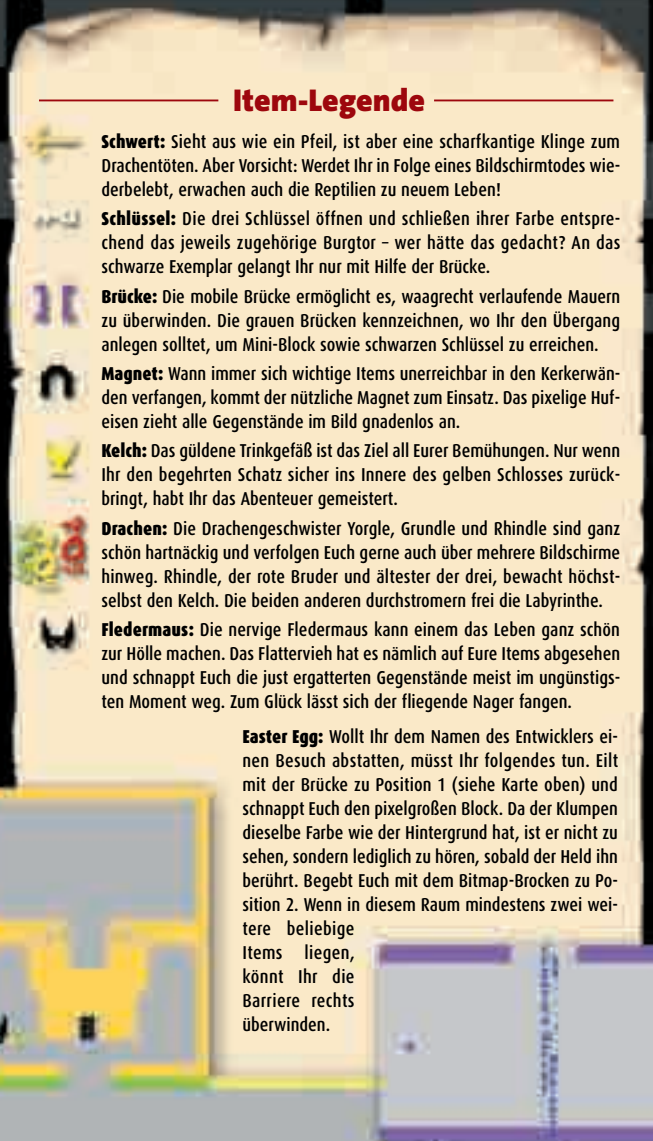 Item-Legende
Schwert: Sieht aus wie ein Pfeil, ist aber eine scharfkantige Klinge zum
Drachentöten. Aber Vorsicht: Werdet Ihr in Folge eines Bildschirmtodes wie-
derbelebt, erwachen auch die Reptilien zu neuem Leben!
Schlüssel: Die drei Schlüssel öffnen und schließen ihrer Farbe entspre-
chend das jeweils zugehörige Burgtor – wer hätte das gedacht? An das
schwarze Exemplar gelangt Ihr nur mit Hilfe der Brücke.
Brücke: Die mobile Brücke ermöglicht es, waagrecht verlaufende Mauern
zu überwinden. Die grauen Brücken kennzeichnen, wo Ihr den Übergang
anlegen solltet, um Mini-Block sowie schwarzen Schlüssel zu erreichen.
Magnet: Wann immer sich wichtige Items unerreichbar in den Kerkerwän-
den verfangen, kommt der nützliche Magnet zum Einsatz. Das pixelige Huf-
eisen zieht alle Gegenstände im Bild gnadenlos an.
Kelch: Das güldene Trinkgefäß ist das Ziel all Eurer Bemühungen. Nur wenn
Ihr den begehrten Schatz sicher ins Innere des gelben Schlosses zurück-
bringt, habt Ihr das Abenteuer gemeistert.
Drachen: Die Drachengeschwister Yorgle, Grundle und Rhindle sind ganz
schön hartnäckig und verfolgen Euch gerne auch über mehrere Bildschirme
hinweg. Rhindle, der rote Bruder und ältester der drei, bewacht höchst-
selbst den Kelch. Die beiden anderen durchstromern frei die Labyrinthe.
Fledermaus: Die nervige Fledermaus kann einem das Leben ganz schön
zur Hölle machen. Das Flattervieh hat es nämlich auf Eure Items abgesehen
und schnappt Euch die just ergatterten Gegenstände meist im ungünstigs-
ten Moment weg. Zum Glück lässt sich der fliegende Nager fangen.
Easter Egg: Wollt Ihr dem Namen des Entwicklers ei-
nen Besuch abstatten, müsst Ihr folgendes tun. Eilt
mit der Brücke zu Position 1 (siehe Karte oben) und
schnappt Euch den pixelgroßen Block. Da der Klumpen
dieselbe Farbe wie der Hintergrund hat, ist er nicht zu
sehen, sondern lediglich zu hören, sobald der Held ihn
berührt. Begebt Euch mit dem Bitmap-Brocken zu Po-
sition 2. Wenn in diesem Raum mindestens zwei wei-
tere beliebige
Items liegen,
könnt Ihr die
Barriere rechts
überwinden.